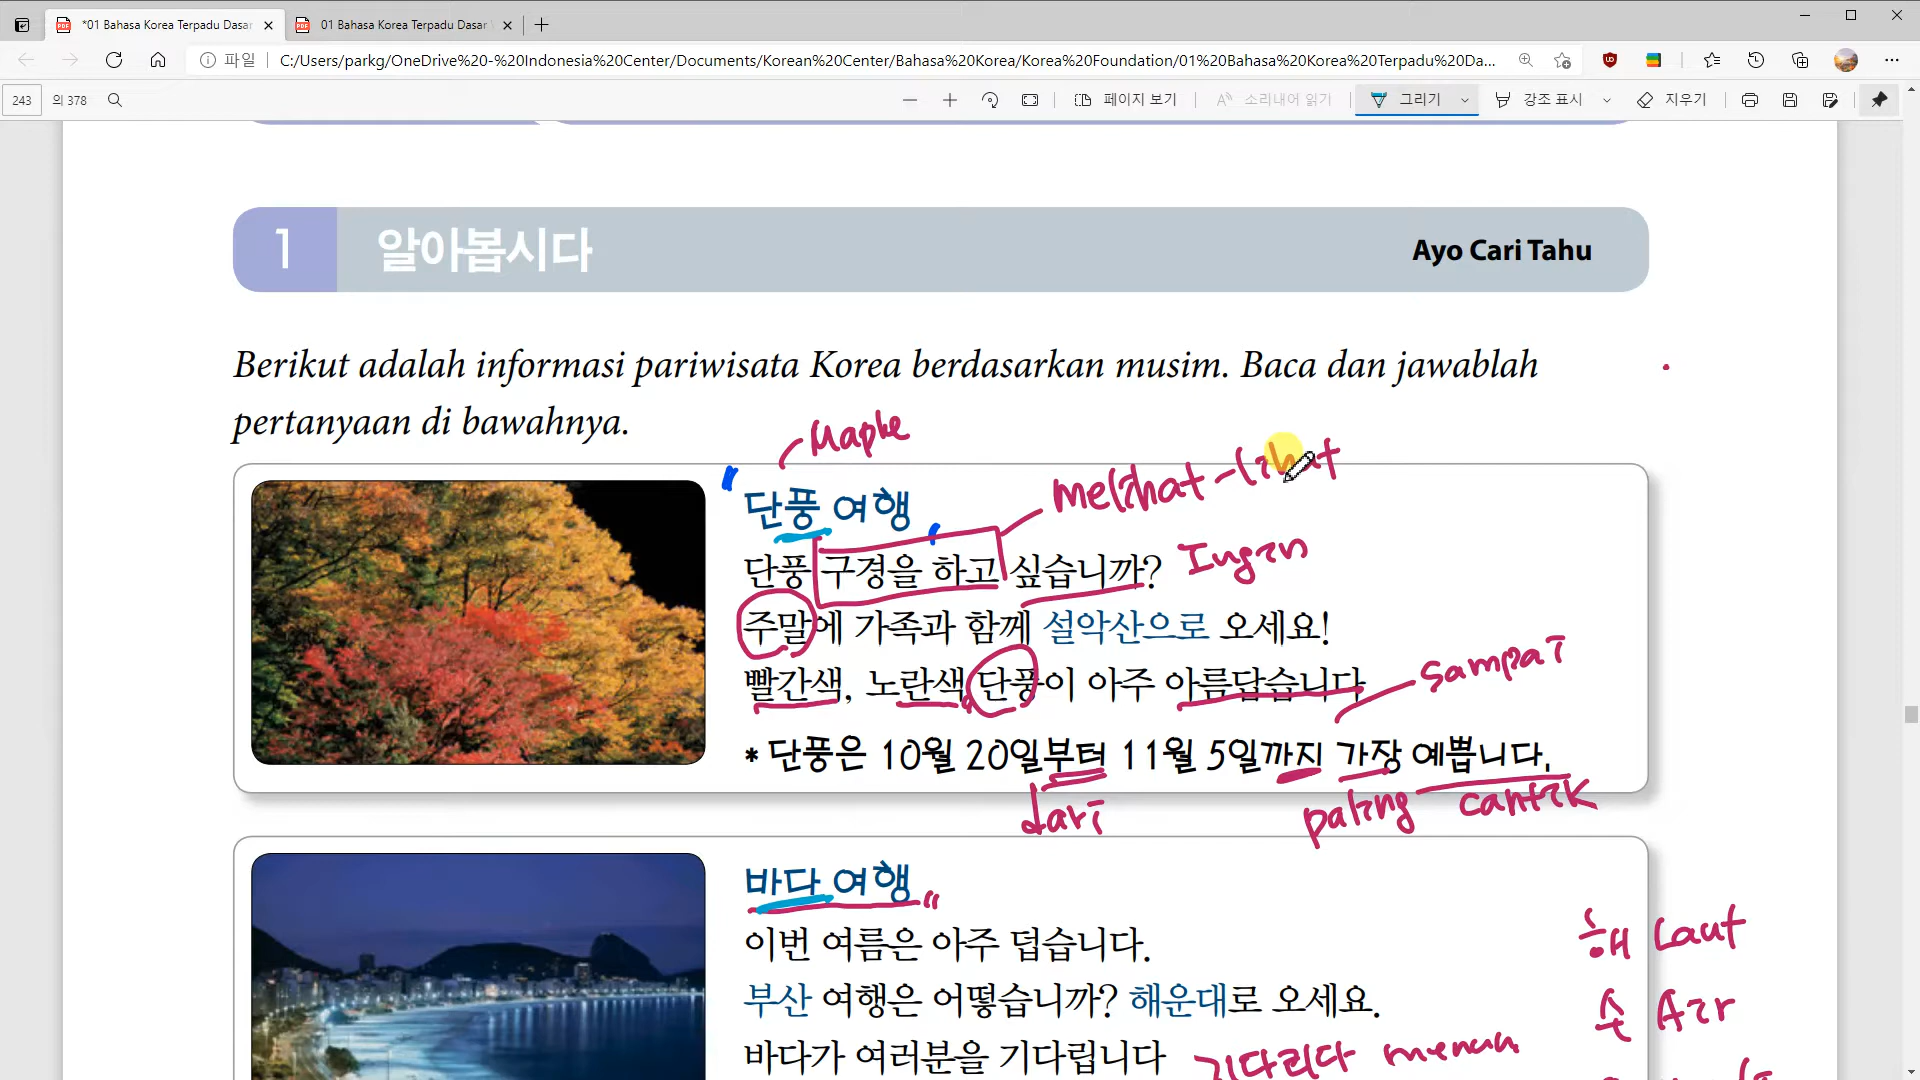 *01 Bahasa Korea Terpadu Dasar
01 Bahasa Korea Terpadu Dasar
파일
C:/Users/parkg/OneDrive%20-%20Indonesia%20Center/Documents/Korean%20Center/Bahasa%20Korea/Korea%20Foundation/01%20Bahasa%20Korea%20Terpadu%20Da...
243 의 378
페이지 보기
소리내어 읽기
그리기
강조 표시
지우기
1 알아봅시다 Ayo Cari Tahu
Berikut adalah informasi pariwisata Korea berdasarkan musim. Baca dan jawablah
pertanyaan di bawahnya.
Maple
melihat-lihat
단풍 여행
단풍 구경을 하고 싶습니까? Ingin
주말에 가족과 함께 설악산으로 오세요!
빨간색, 노란색 단풍이 아주 아름답습니다
sampai
* 단풍은 10월 20일부터 11월 5일까지 가장 예쁩니다.
dari
paling cantik
바다 여행
이번 여름은 아주 덥습니다.
해 Laut
부산 여행은 어떻습니까? 해운대로 오세요.
수 Air
바다가 여러분을 기다립니다
기다리다